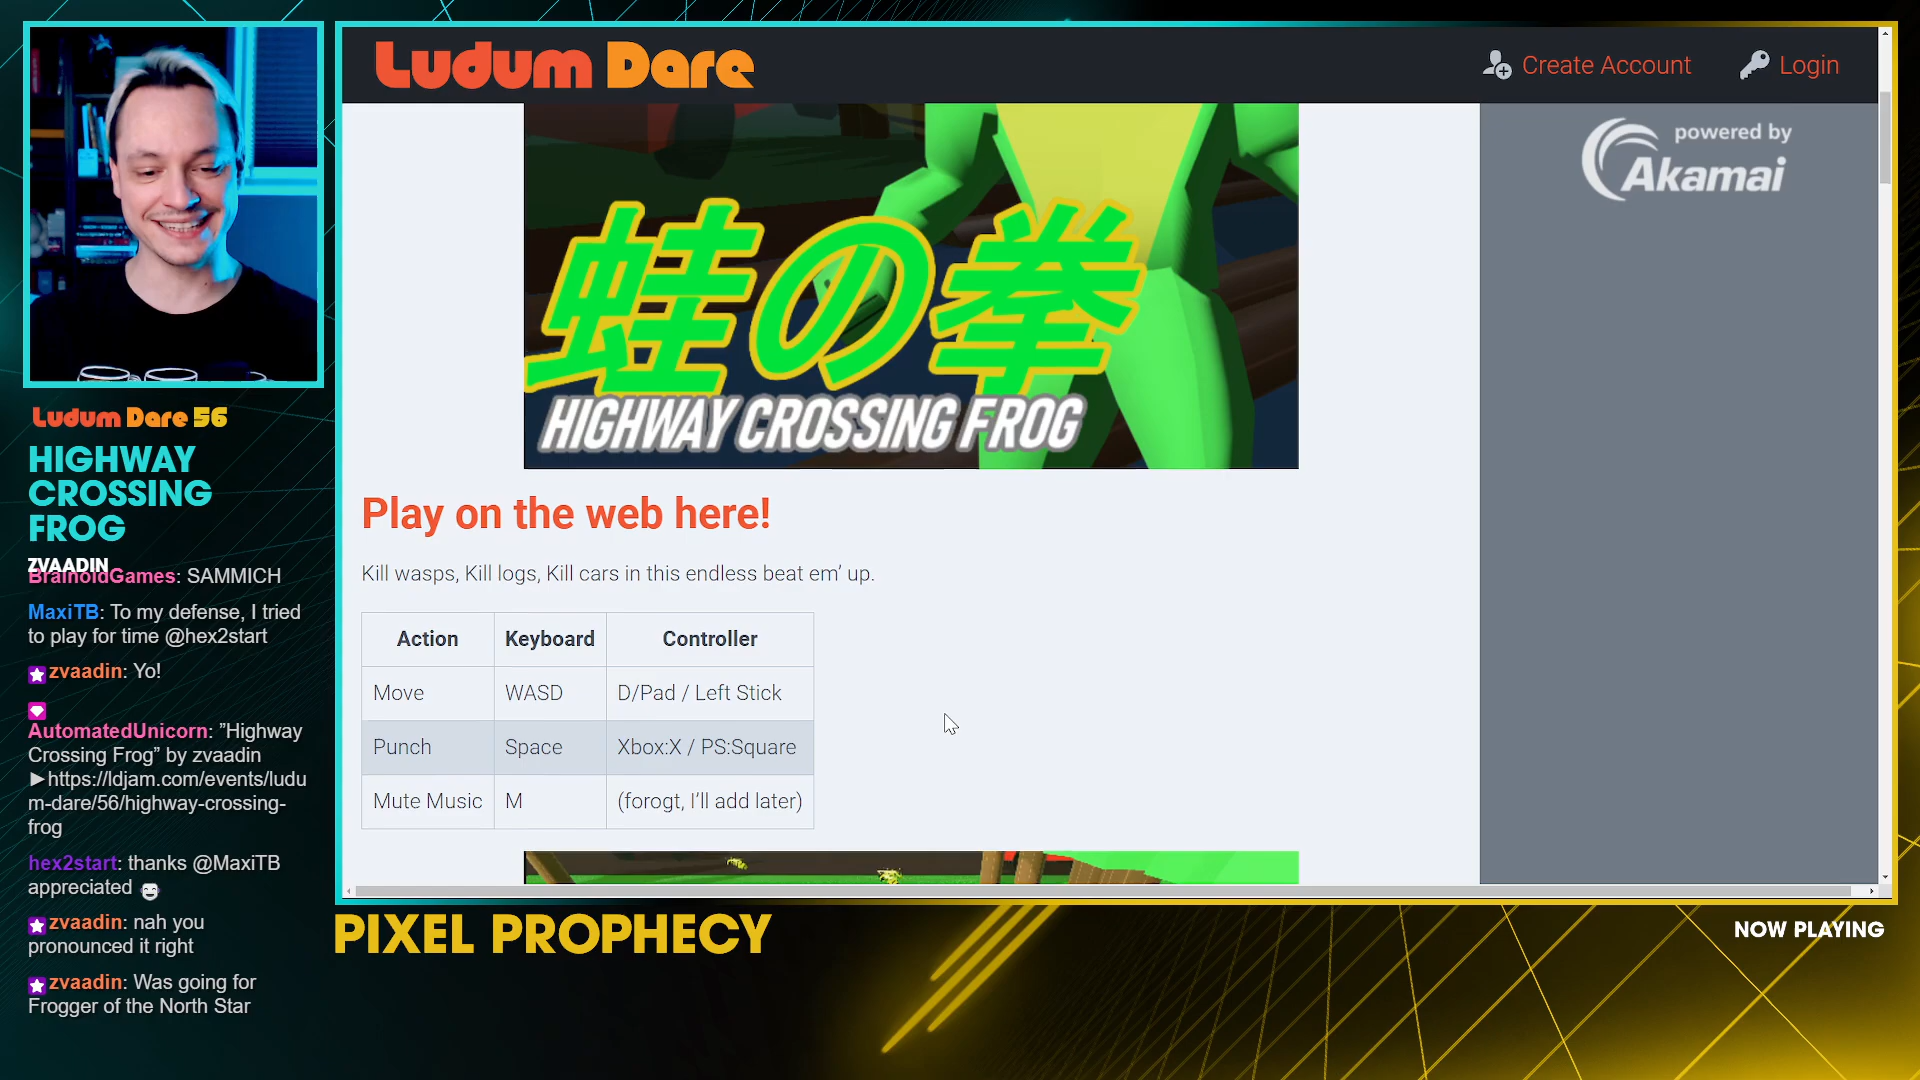 Ludum Dare
Create Account
Login
powered by
Akamai
蛙の拳
HIGHWAY CROSSING FROG
Play on the web here!
Kill wasps, Kill logs, Kill cars in this endless beat em’ up.
Action Keyboard Controller
Move WASD D/Pad / Left Stick
Punch Space Xbox:X / PS:Square
Mute Music M (forogt, I’ll add later)
Ludum Dare 56
HIGHWAY
CROSSING
FROG
ZVAADIN
BrainoidGames: SAMMICH
MaxiTB: To my defense, I tried
to play for time @hex2start
zvaadin: Yo!
AutomatedUnicorn: ”Highway
Crossing Frog” by zvaadin
►https://ldjam.com/events/ludu
m-dare/56/highway-crossing-
frog
hex2start: thanks @MaxiTB
appreciated
zvaadin: nah you
pronounced it right
zvaadin: Was going for
Frogger of the North Star
PIXEL PROPHECY
NOW PLAYING